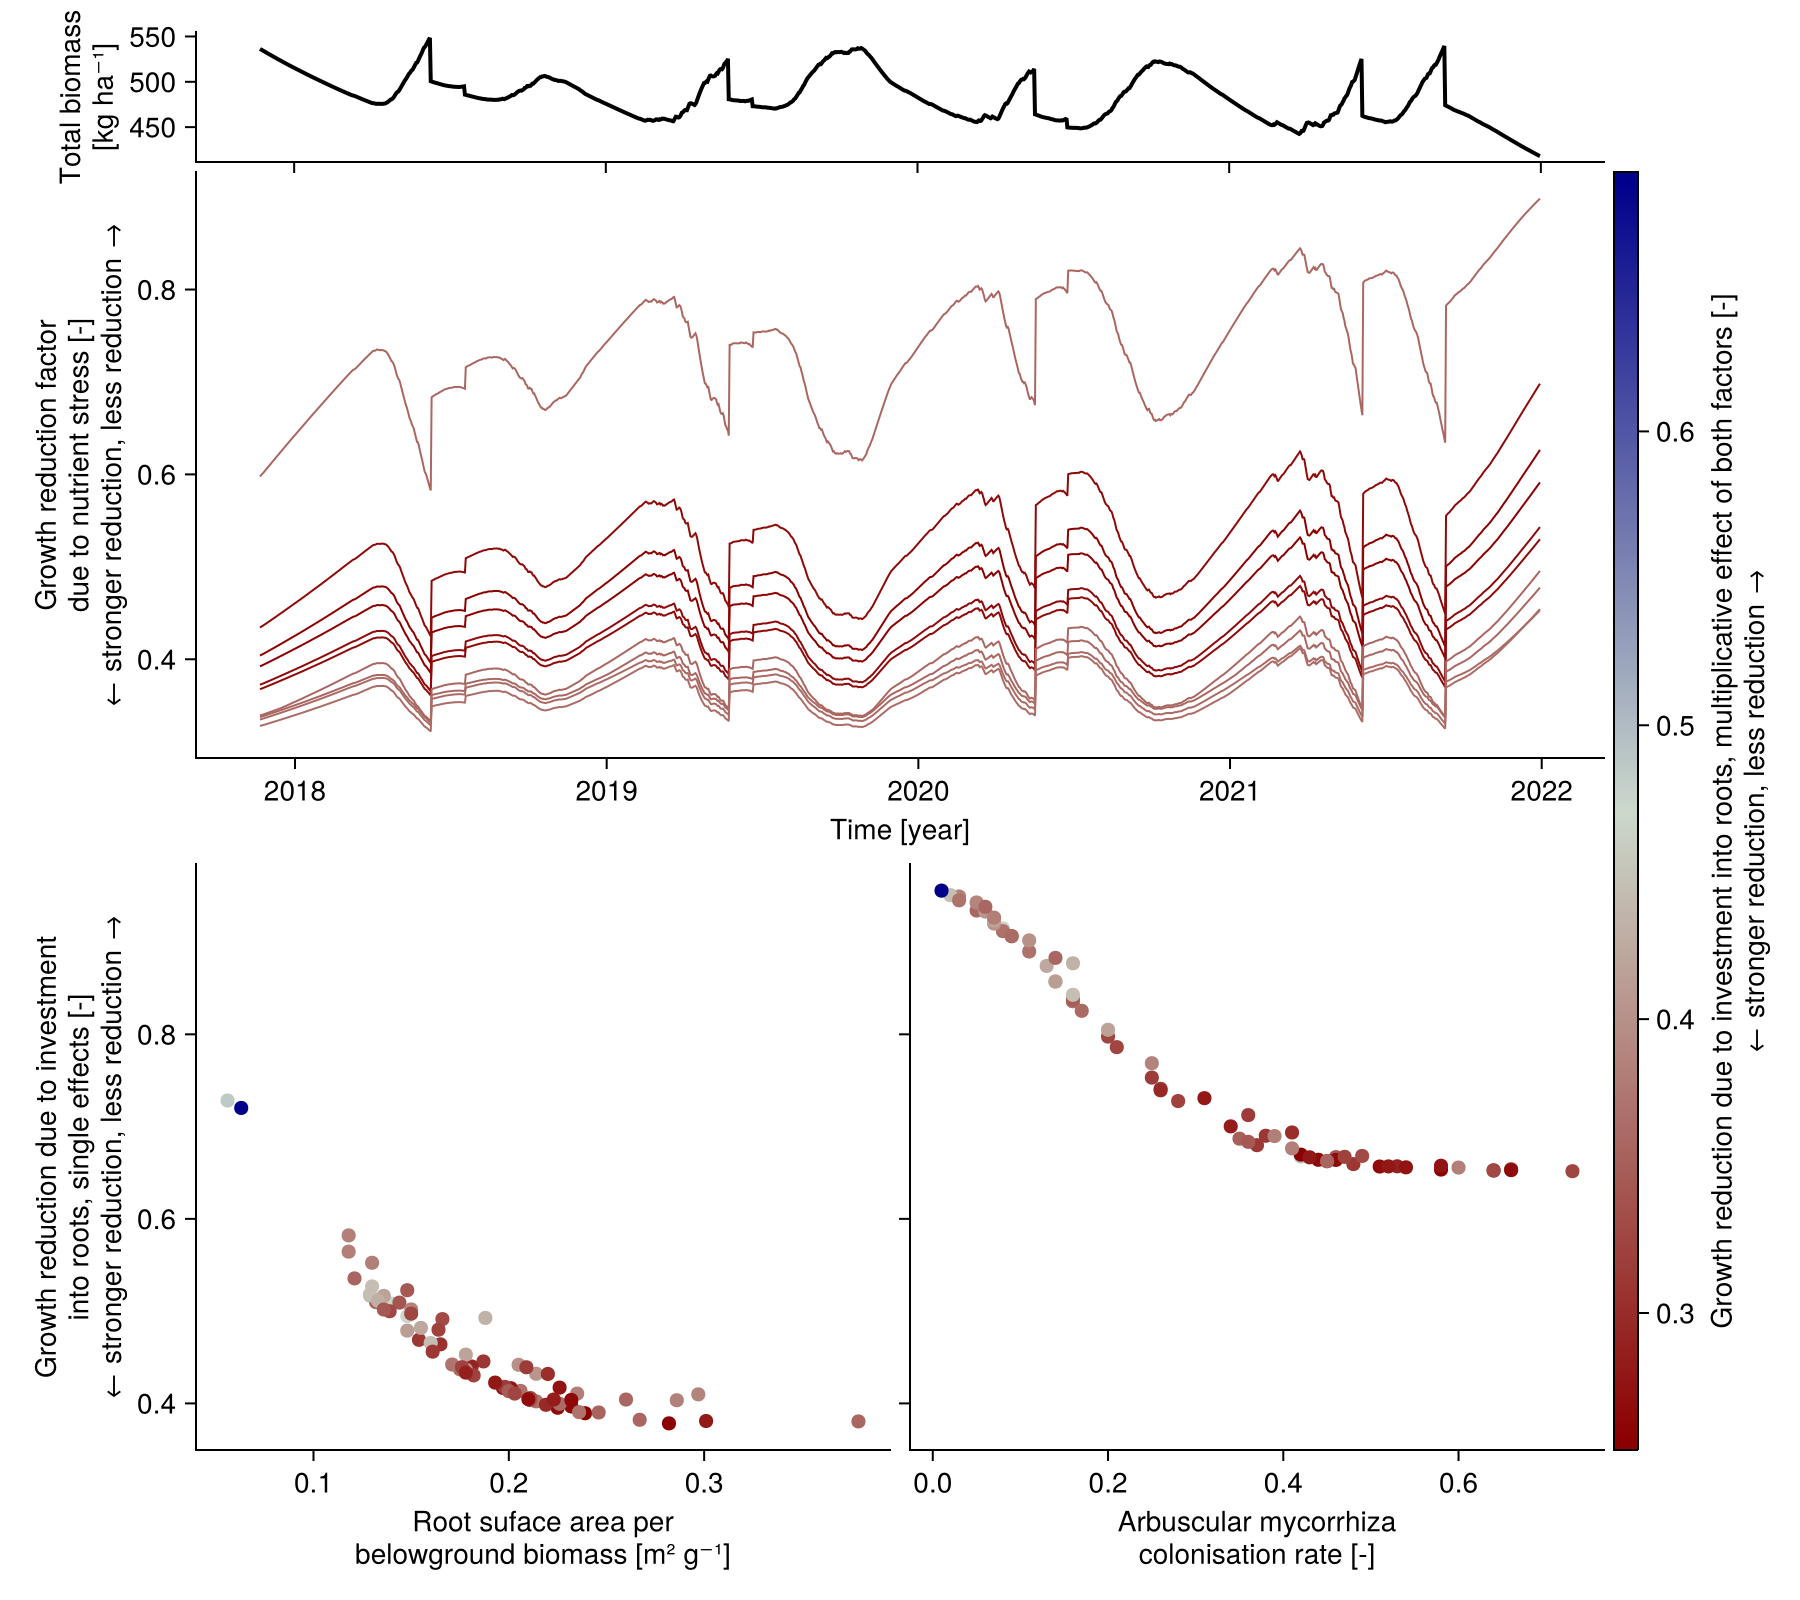 Total biomass
[kg ha⁻¹]
550
500
450
Growth reduction factor
due to nutrient stress [-]
← stronger reduction, less reduction →
0.8
0.6
0.4
2018
2019
2020
2021
2022
Time [year]
Growth reduction due to investment
into roots, single effects [-]
← stronger reduction, less reduction →
0.8
0.6
0.4
0.1
0.2
0.3
Root suface area per
belowground biomass [m² g⁻¹]
0.0
0.2
0.4
0.6
Arbuscular mycorrhiza
colonisation rate [-]
0.6
0.5
0.4
0.3
Growth reduction due to investment into roots, multiplicative effect of both factors [-]
← stronger reduction, less reduction →